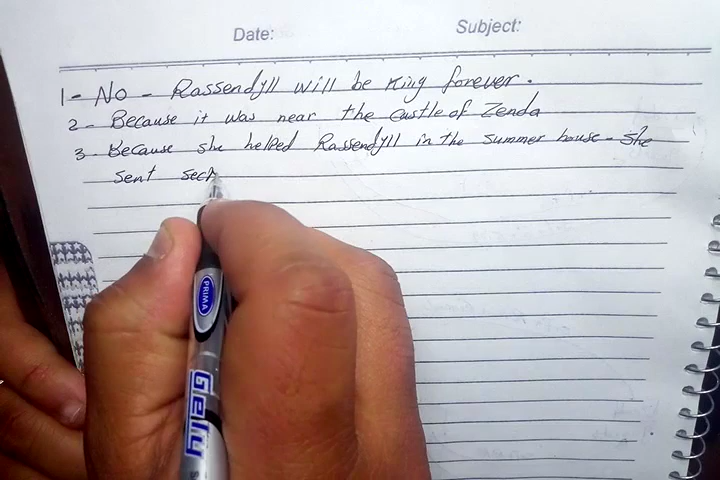 Date: Subject:
1- No - Rassendyll will be King forever.
2- Because it was near the Castle of Zenda
3- Because she helped Rassendyll in the summer house - she
sent sec
PRIMA
Gelly